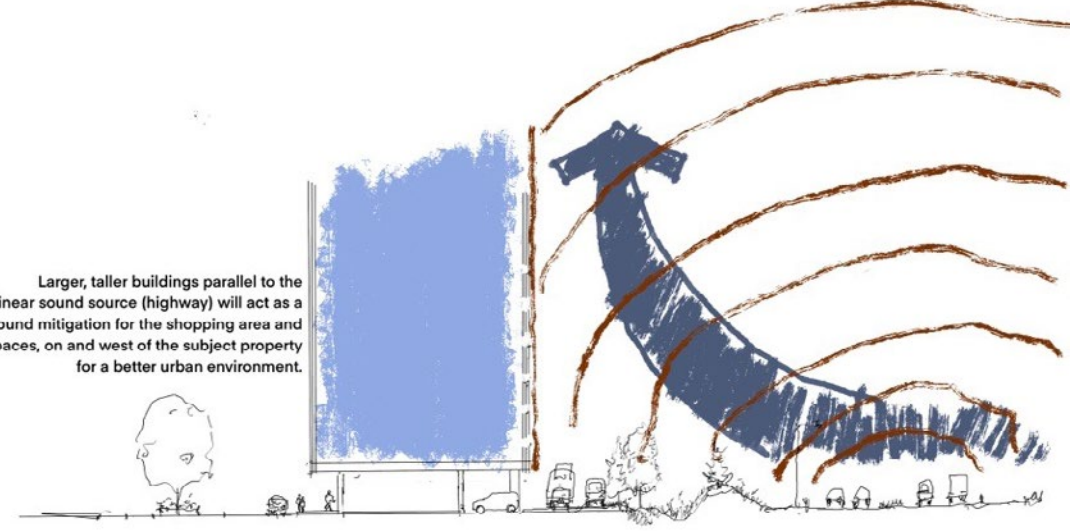 Larger, taller buildings parallel to the
inear sound source (highway) will act as a
ound mitigation for the shopping area and
paces, on and west of the subject property
for a better urban environment.